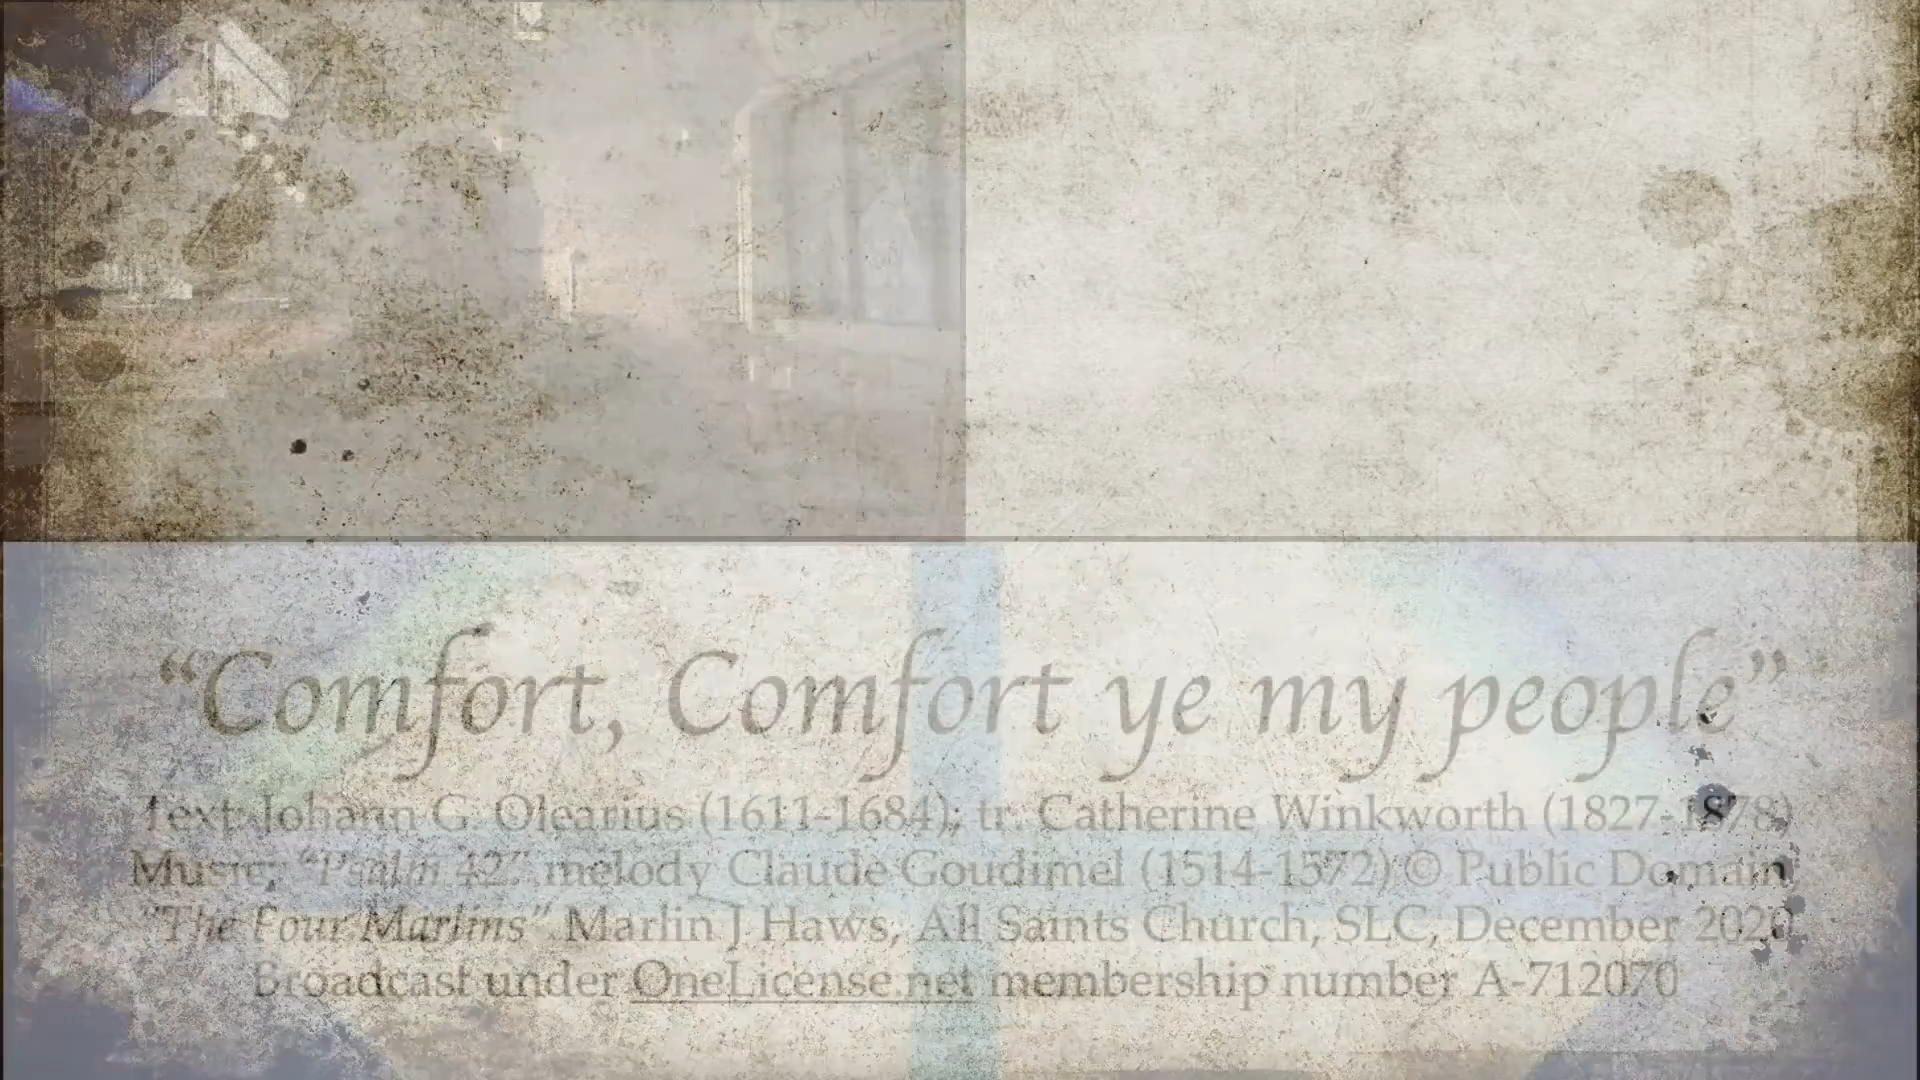 “Comfort, Comfort ye my people”
Text: Johann G. Olearius (1611-1684); tr. Catherine Winkworth (1827-1878)
Music; “Psalm 42” melody Claude Goudimel (1514-1572) © Public Domain,
“The Four Marlins” Marlin J Haws, All Saints Church, SLC, December 2020
Broadcast under OneLicense.net membership number A-712070